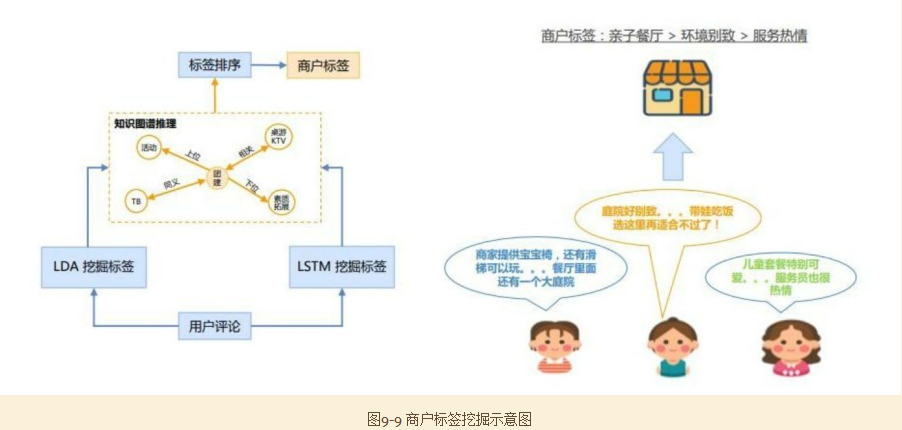 标签排序
商户标签
知识图谱推理
活动
上位
相关
桌游
KTV
团
建
TB
同义
下位
素质
拓展
LDA 挖掘标签
LSTM 挖掘标签
用户评论
商户标签：亲子餐厅 > 环境别致 > 服务热情
庭院好别致。。。带娃吃饭
选这里再适合不过了！
商家提供宝宝椅，还有滑
梯可以玩。。。餐厅里面
还有一个大庭院
儿童套餐特别可
爱。。。服务员也很
热情
图9-9 商户标签挖掘示意图